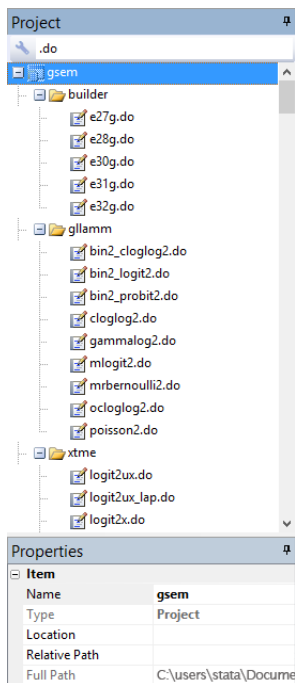 Project
.do
gsem
builder
e27g.do
e28g.do
e30g.do
e31g.do
e32g.do
gllamm
bin2_cloglog2.do
bin2_logit2.do
bin2_probit2.do
cloglog2.do
gammalog2.do
mlogit2.do
mrbernoulli2.do
ocloglog2.do
poisson2.do
xtme
logit2ux.do
logit2ux_lap.do
logit2x.do
Properties
Item
Name gsem
Type Project
Location
Relative Path
Full Path C:\users\stata\Docume